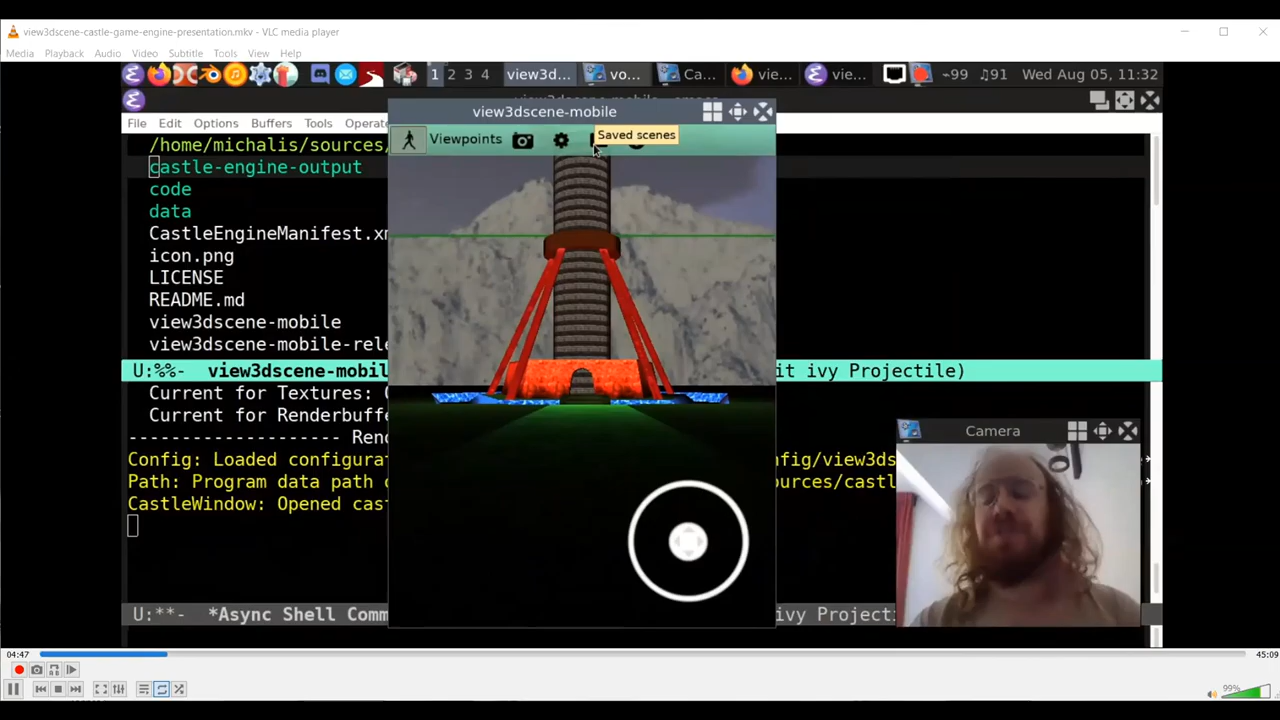 view3dscene-castle-game-engine-presentation.mkv - VLC media player
Media Playback Audio Video Subtitle Tools View Help
1 2 3 4 view3d... vo... Ca... vie... vie... ~99 ♫91 Wed Aug 05, 11:32
view3dscene-mobile
File Edit Options Buffers Tools Operate
Viewpoints
Saved scenes
/home/michalis/sources/
castle-engine-output
code
data
CastleEngineManifest.xm
icon.png
LICENSE
README.md
view3dscene-mobile
view3dscene-mobile-rele
U:%%- view3dscene-mobil it ivy Projectile)
Current for Textures:
Current for Renderbuffe
-------------------- Ren
Config: Loaded configurat nfig/view3ds
Path: Program data path o ources/castl
CastleWindow: Opened cast
U:**- *Async Shell Comm ivy Projec
Camera
04:47 45:09
99%